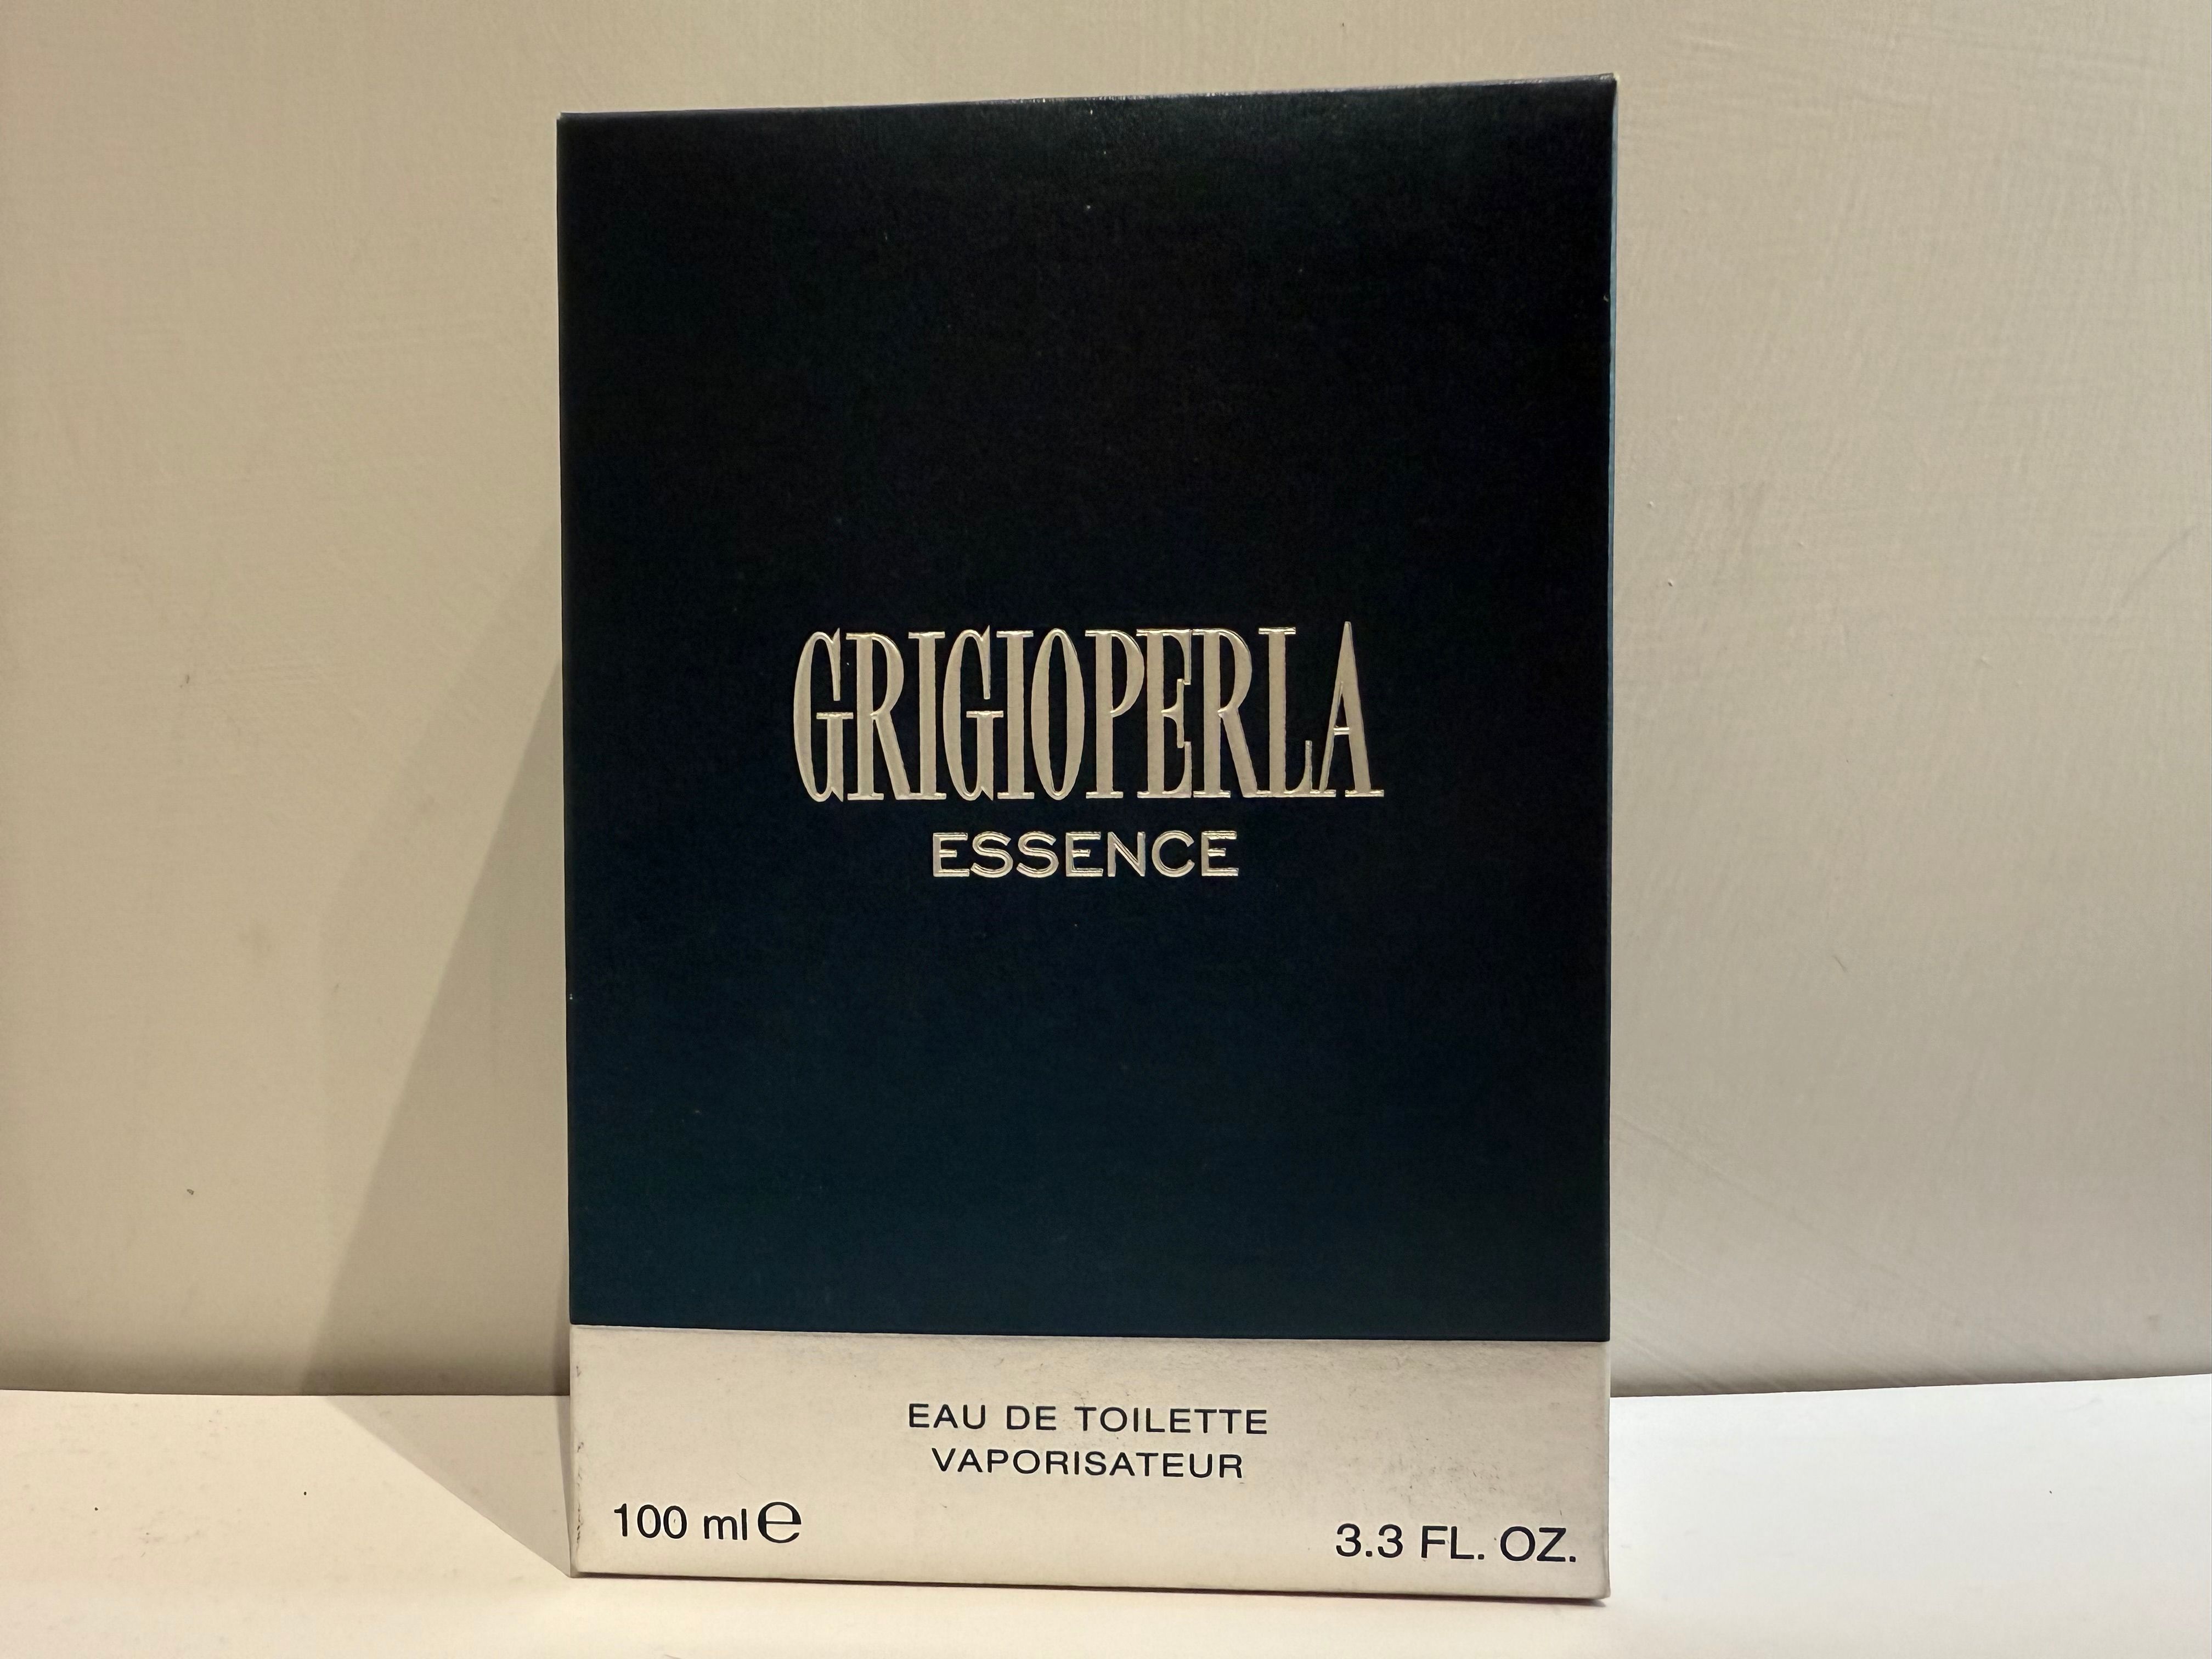 GRIGIOPERLA
ESSENCE
EAU DE TOILETTE
VAPORISATEUR
100 ml ℮
3.3 FL. OZ.